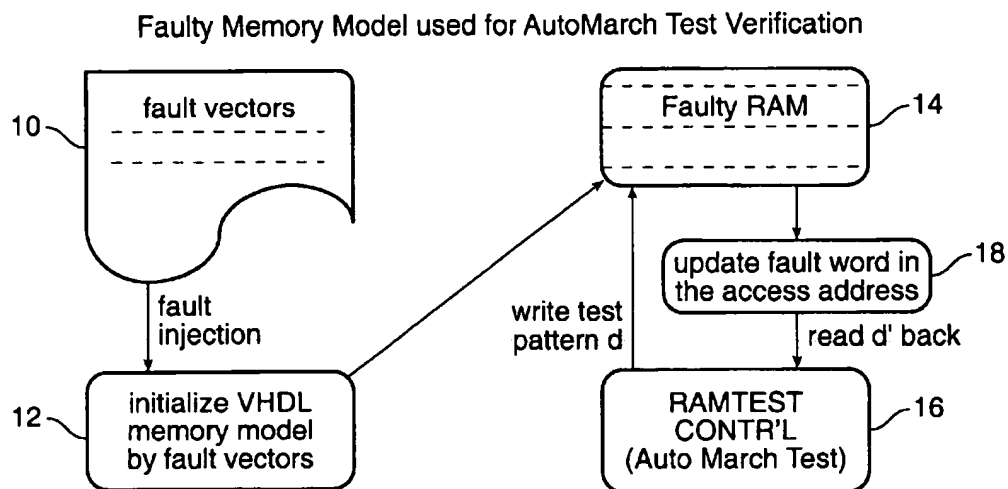 Faulty Memory Model used for AutoMarch Test Verification
10
fault vectors
fault
injection
12
initialize VHDL
memory model
by fault vectors
Faulty RAM
14
update fault word in
the access address
18
write test
pattern d
read d' back
RAMTEST
CONTR'L
(Auto March Test)
16